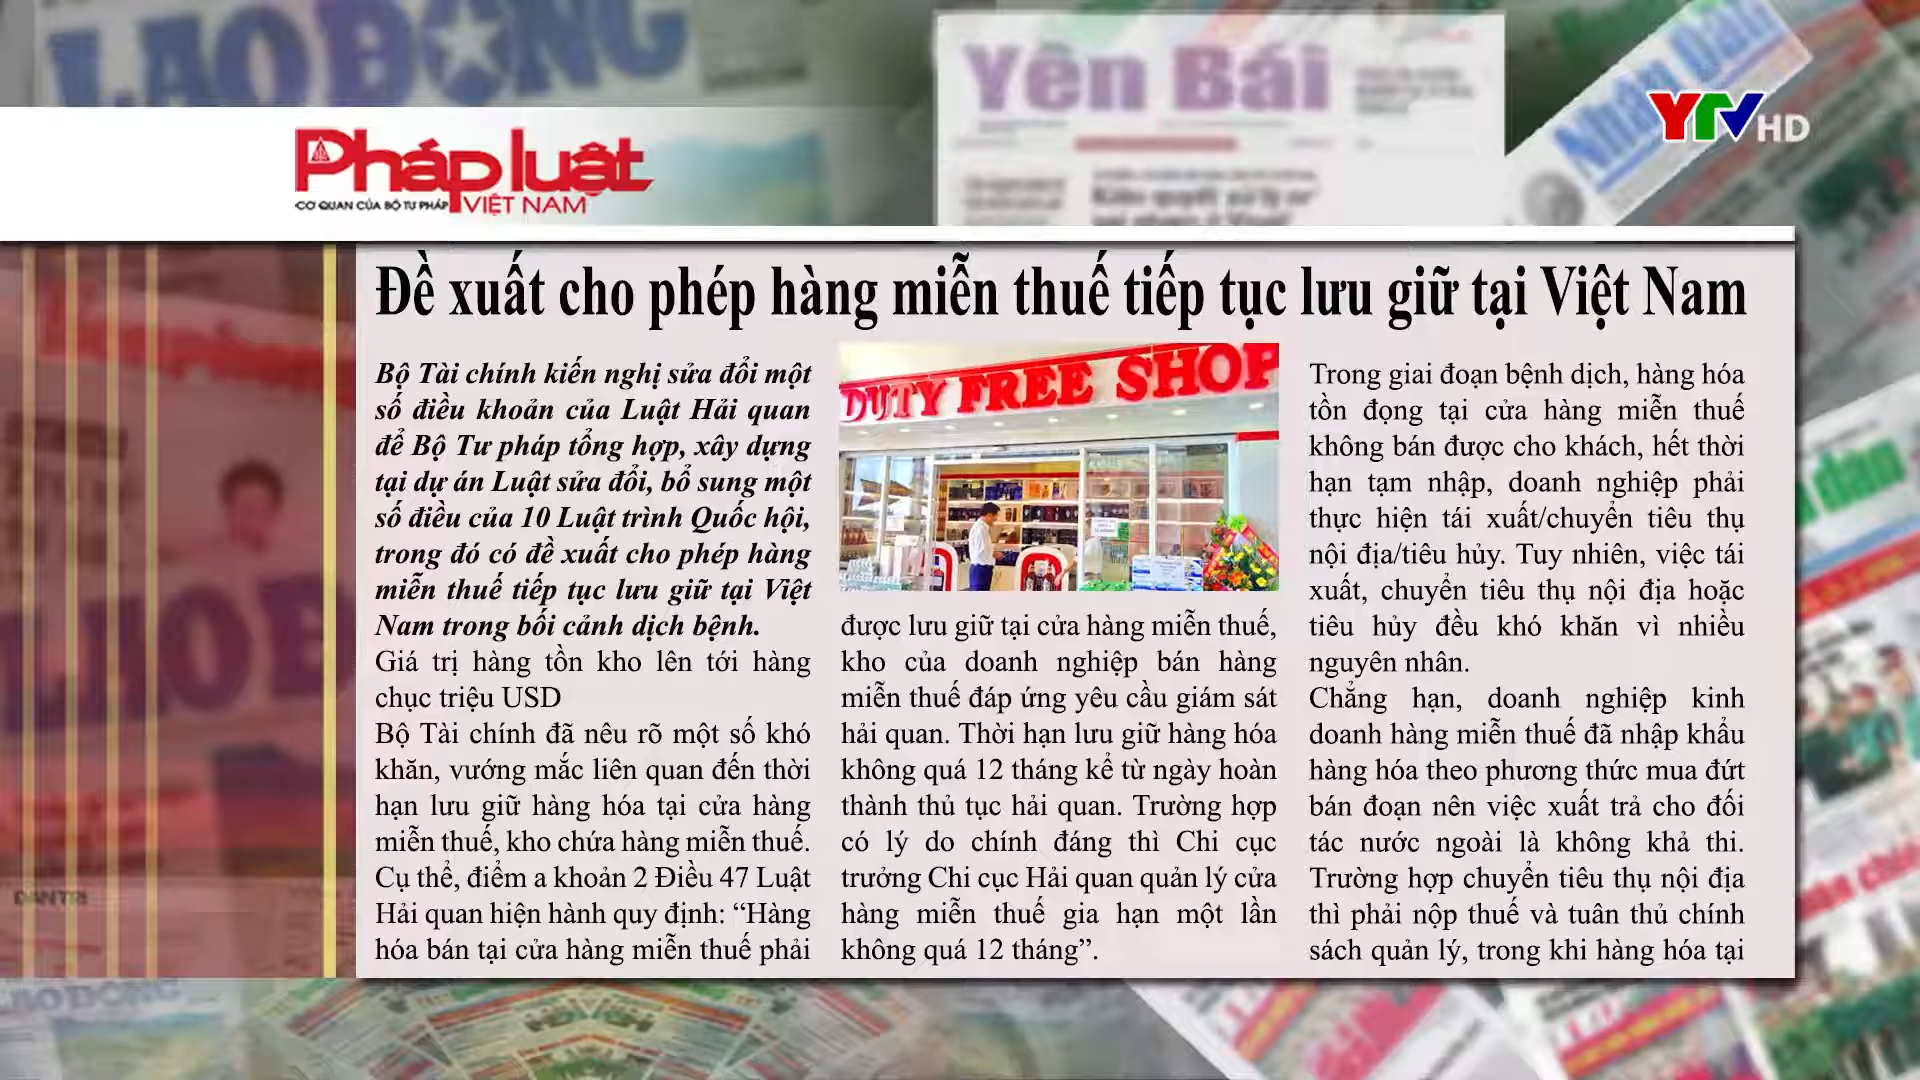 LAO ĐỘNG
Yên Bái
Nhân Dân
YTV HD
Pháp luật
CƠ QUAN CỦA BỘ TƯ PHÁP VIỆT NAM
Đề xuất cho phép hàng miễn thuế tiếp tục lưu giữ tại Việt Nam
Bộ Tài chính kiến nghị sửa đổi một
số điều khoản của Luật Hải quan
để Bộ Tư pháp tổng hợp, xây dựng
tại dự án Luật sửa đổi, bổ sung một
số điều của 10 Luật trình Quốc hội,
trong đó có đề xuất cho phép hàng
miễn thuế tiếp tục lưu giữ tại Việt
Nam trong bối cảnh dịch bệnh.
Giá trị hàng tồn kho lên tới hàng
chục triệu USD
Bộ Tài chính đã nêu rõ một số khó
khăn, vướng mắc liên quan đến thời
hạn lưu giữ hàng hóa tại cửa hàng
miễn thuế, kho chứa hàng miễn thuế.
Cụ thể, điểm a khoản 2 Điều 47 Luật
Hải quan hiện hành quy định: “Hàng
hóa bán tại cửa hàng miễn thuế phải
DUTY FREE SHOP
được lưu giữ tại cửa hàng miễn thuế,
kho của doanh nghiệp bán hàng
miễn thuế đáp ứng yêu cầu giám sát
hải quan. Thời hạn lưu giữ hàng hóa
không quá 12 tháng kể từ ngày hoàn
thành thủ tục hải quan. Trường hợp
có lý do chính đáng thì Chi cục
trưởng Chi cục Hải quan quản lý cửa
hàng miễn thuế gia hạn một lần
không quá 12 tháng”.
Trong giai đoạn bệnh dịch, hàng hóa
tồn đọng tại cửa hàng miễn thuế
không bán được cho khách, hết thời
hạn tạm nhập, doanh nghiệp phải
thực hiện tái xuất/chuyển tiêu thụ
nội địa/tiêu hủy. Tuy nhiên, việc tái
xuất, chuyển tiêu thụ nội địa hoặc
tiêu hủy đều khó khăn vì nhiều
nguyên nhân.
Chẳng hạn, doanh nghiệp kinh
doanh hàng miễn thuế đã nhập khẩu
hàng hóa theo phương thức mua đứt
bán đoạn nên việc xuất trả cho đối
tác nước ngoài là không khả thi.
Trường hợp chuyển tiêu thụ nội địa
thì phải nộp thuế và tuân thủ chính
sách quản lý, trong khi hàng hóa tại